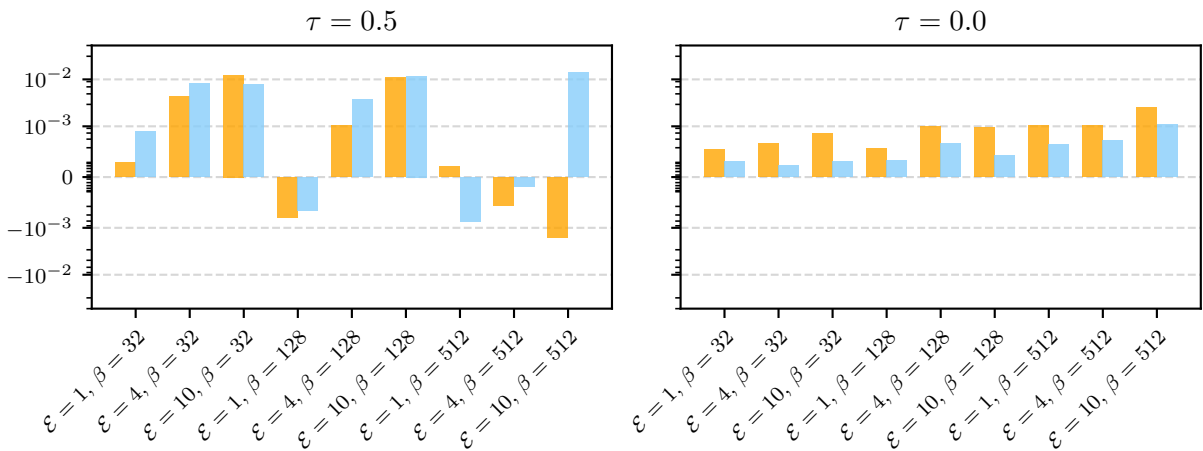 τ = 0.5
10⁻²
10⁻³
0
−10⁻³
−10⁻²
ℰ = 1, β = 32
ℰ = 4, β = 32
ℰ = 10, β = 32
ℰ = 1, β = 128
ℰ = 4, β = 128
ℰ = 10, β = 128
ℰ = 1, β = 512
ℰ = 4, β = 512
ℰ = 10, β = 512
τ = 0.0
ℰ = 1, β = 32
ℰ = 4, β = 32
ℰ = 10, β = 32
ℰ = 1, β = 128
ℰ = 4, β = 128
ℰ = 10, β = 128
ℰ = 1, β = 512
ℰ = 4, β = 512
ℰ = 10, β = 512